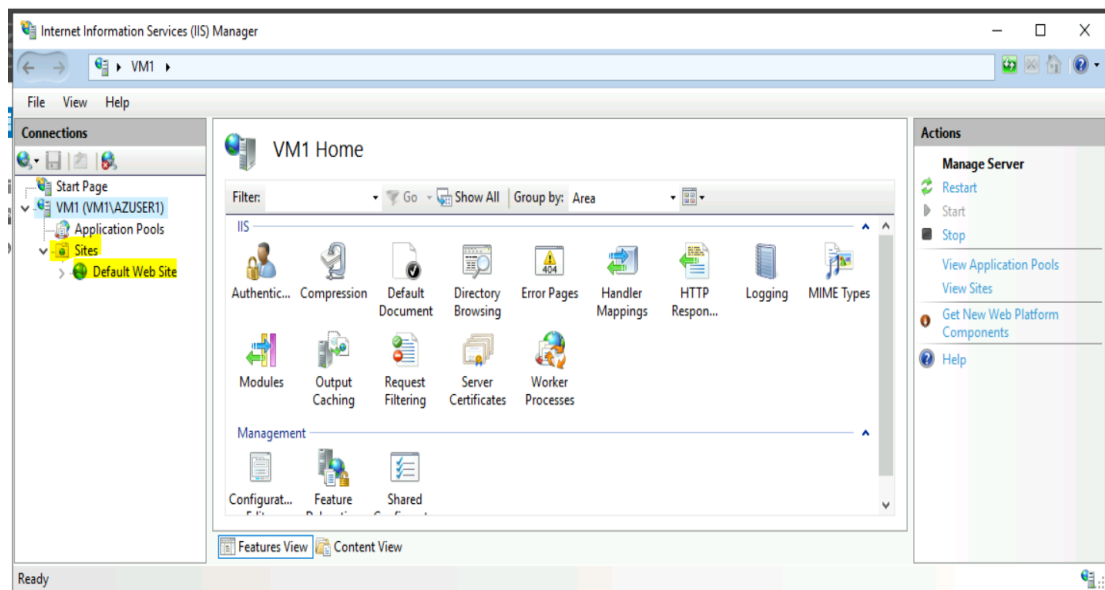 Internet Information Services (IIS) Manager
VM1
File View Help
Connections
Start Page
VM1 (VM1\AZUSER1)
Application Pools
Sites
Default Web Site
VM1 Home
Filter: Go Show All Group by: Area
IIS
Authentic... Compression Default Document Directory Browsing Error Pages Handler Mappings HTTP Respon... Logging MIME Types
404
Modules Output Caching Request Filtering Server Certificates Worker Processes
Management
Configurat... Feature Shared
Features View Content View
Actions
Manage Server
Restart
Start
Stop
View Application Pools
View Sites
Get New Web Platform
Components
Help
Ready